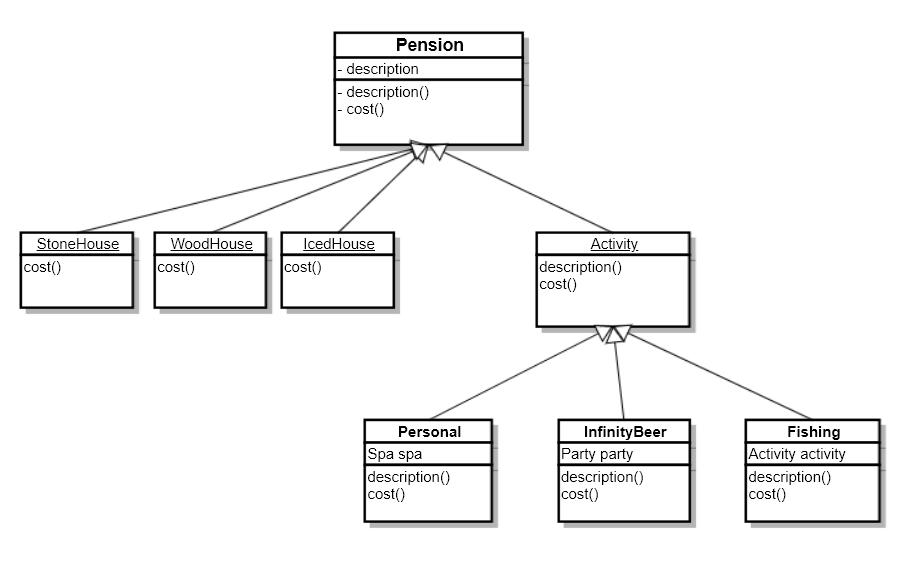 Pension
- description
- description()
- cost()
StoneHouse
cost()
WoodHouse
cost()
IcedHouse
cost()
Activity
description()
cost()
Personal
Spa spa
description()
cost()
InfinityBeer
Party party
description()
cost()
Fishing
Activity activity
description()
cost()